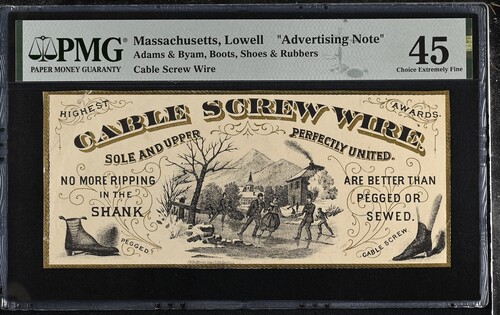 PMG
PAPER MONEY GUARANTY
Massachusetts, Lowell "Advertising Note"
Adams & Byam, Boots, Shoes & Rubbers
Cable Screw Wire
45
Choice Extremely Fine
HIGHEST
AWARDS.
CABLE SCREW WIRE.
SOLE AND UPPER
PERFECTLY UNITED.
NO MORE RIPPING
IN THE
SHANK
ARE BETTER THAN
PEGGED OR
SEWED.
PEGGED.
CABLE SCREW